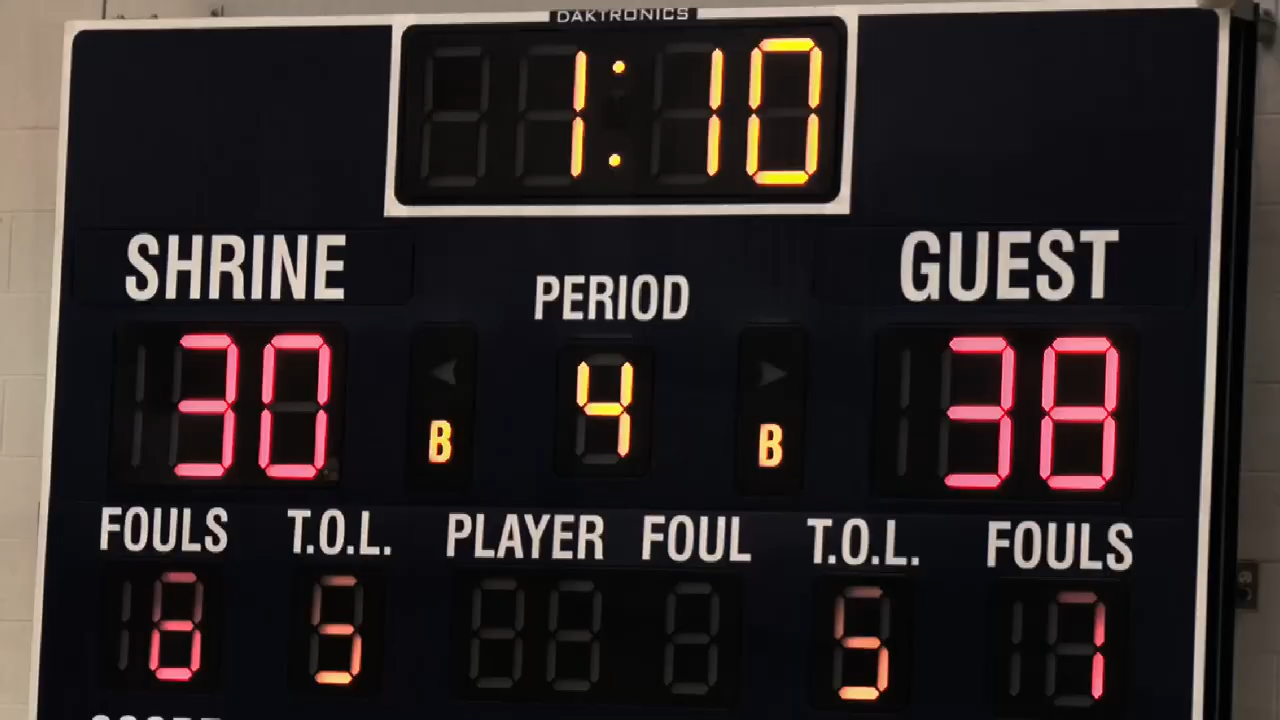 DAKTRONICS
1:10
SHRINE PERIOD GUEST
30 B 4 B 38
FOULS T.O.L. PLAYER FOUL T.O.L. FOULS
6 5 5 7